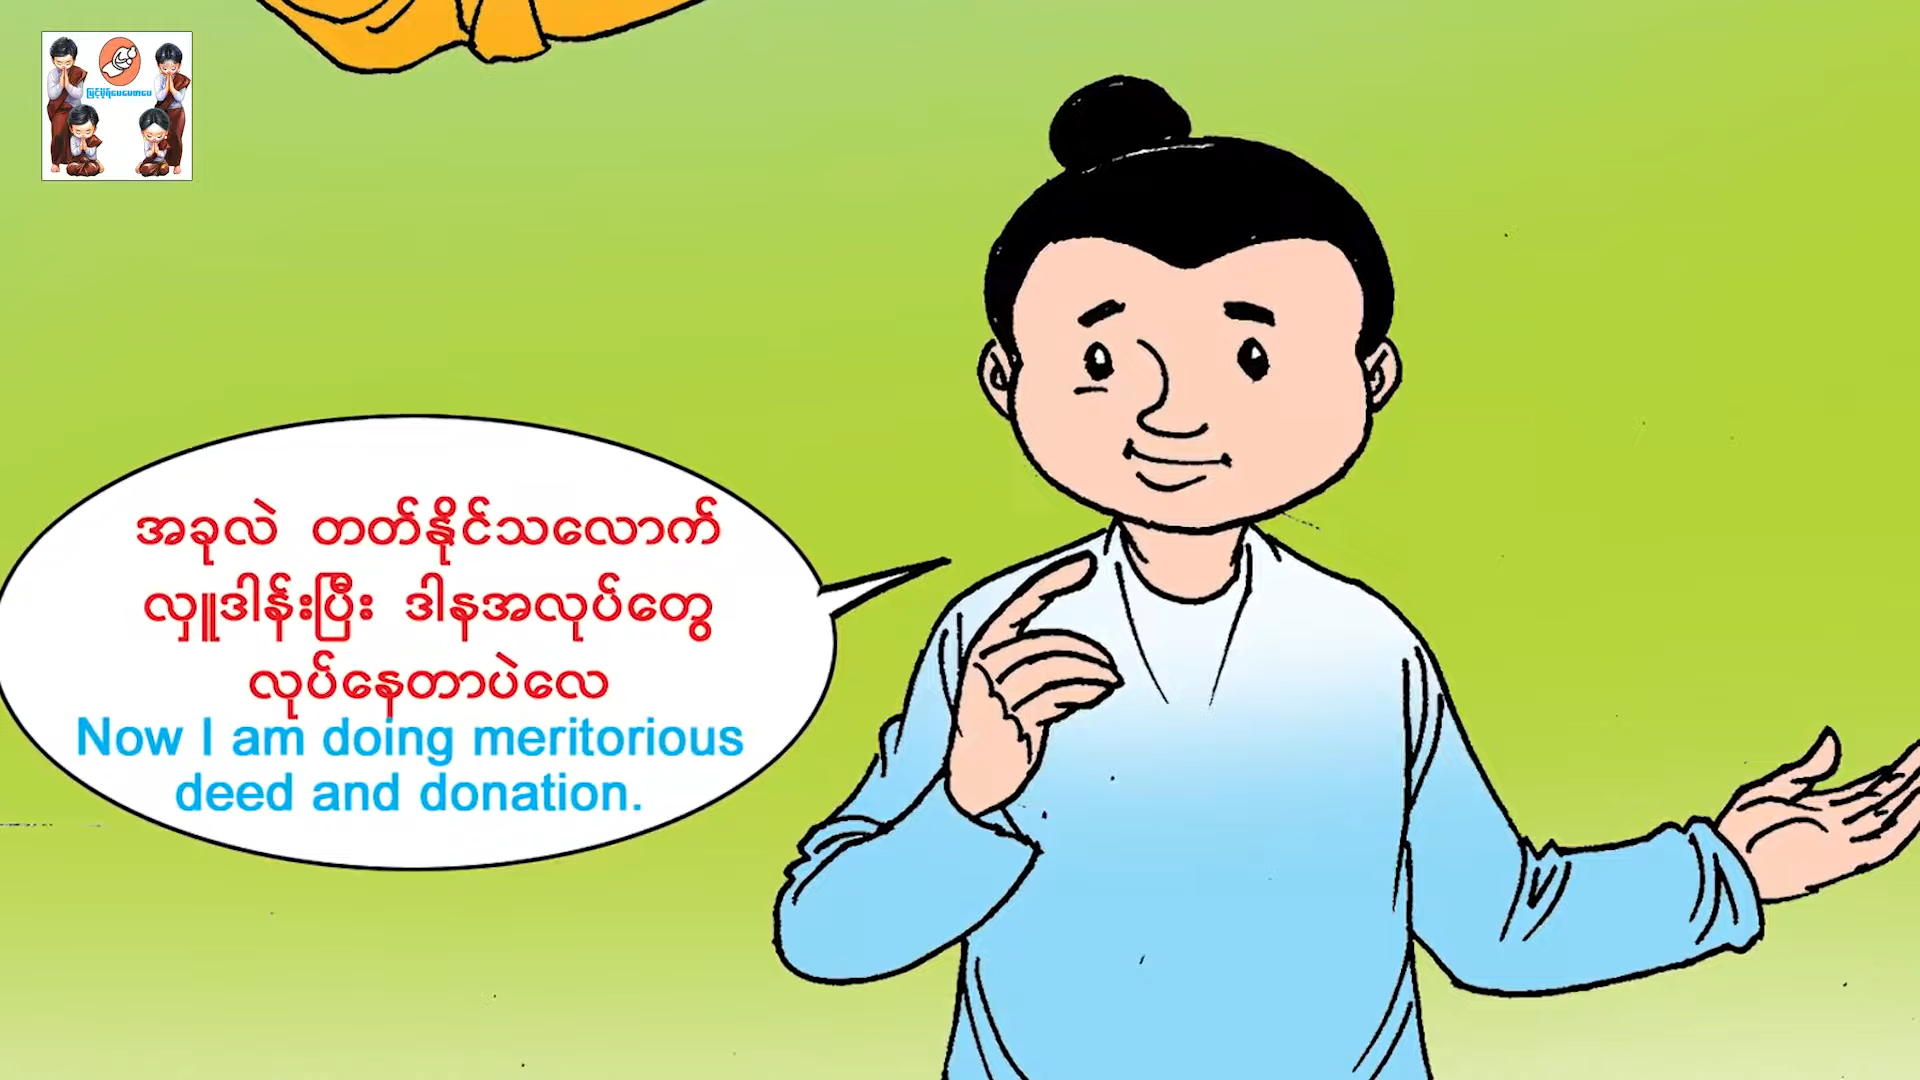 အခုလဲ တတ်နိုင်သလောက်
လှူဒါန်းပြီး ဒါနအလုပ်တွေ
လုပ်နေတာပဲလေ
Now I am doing meritorious
deed and donation.